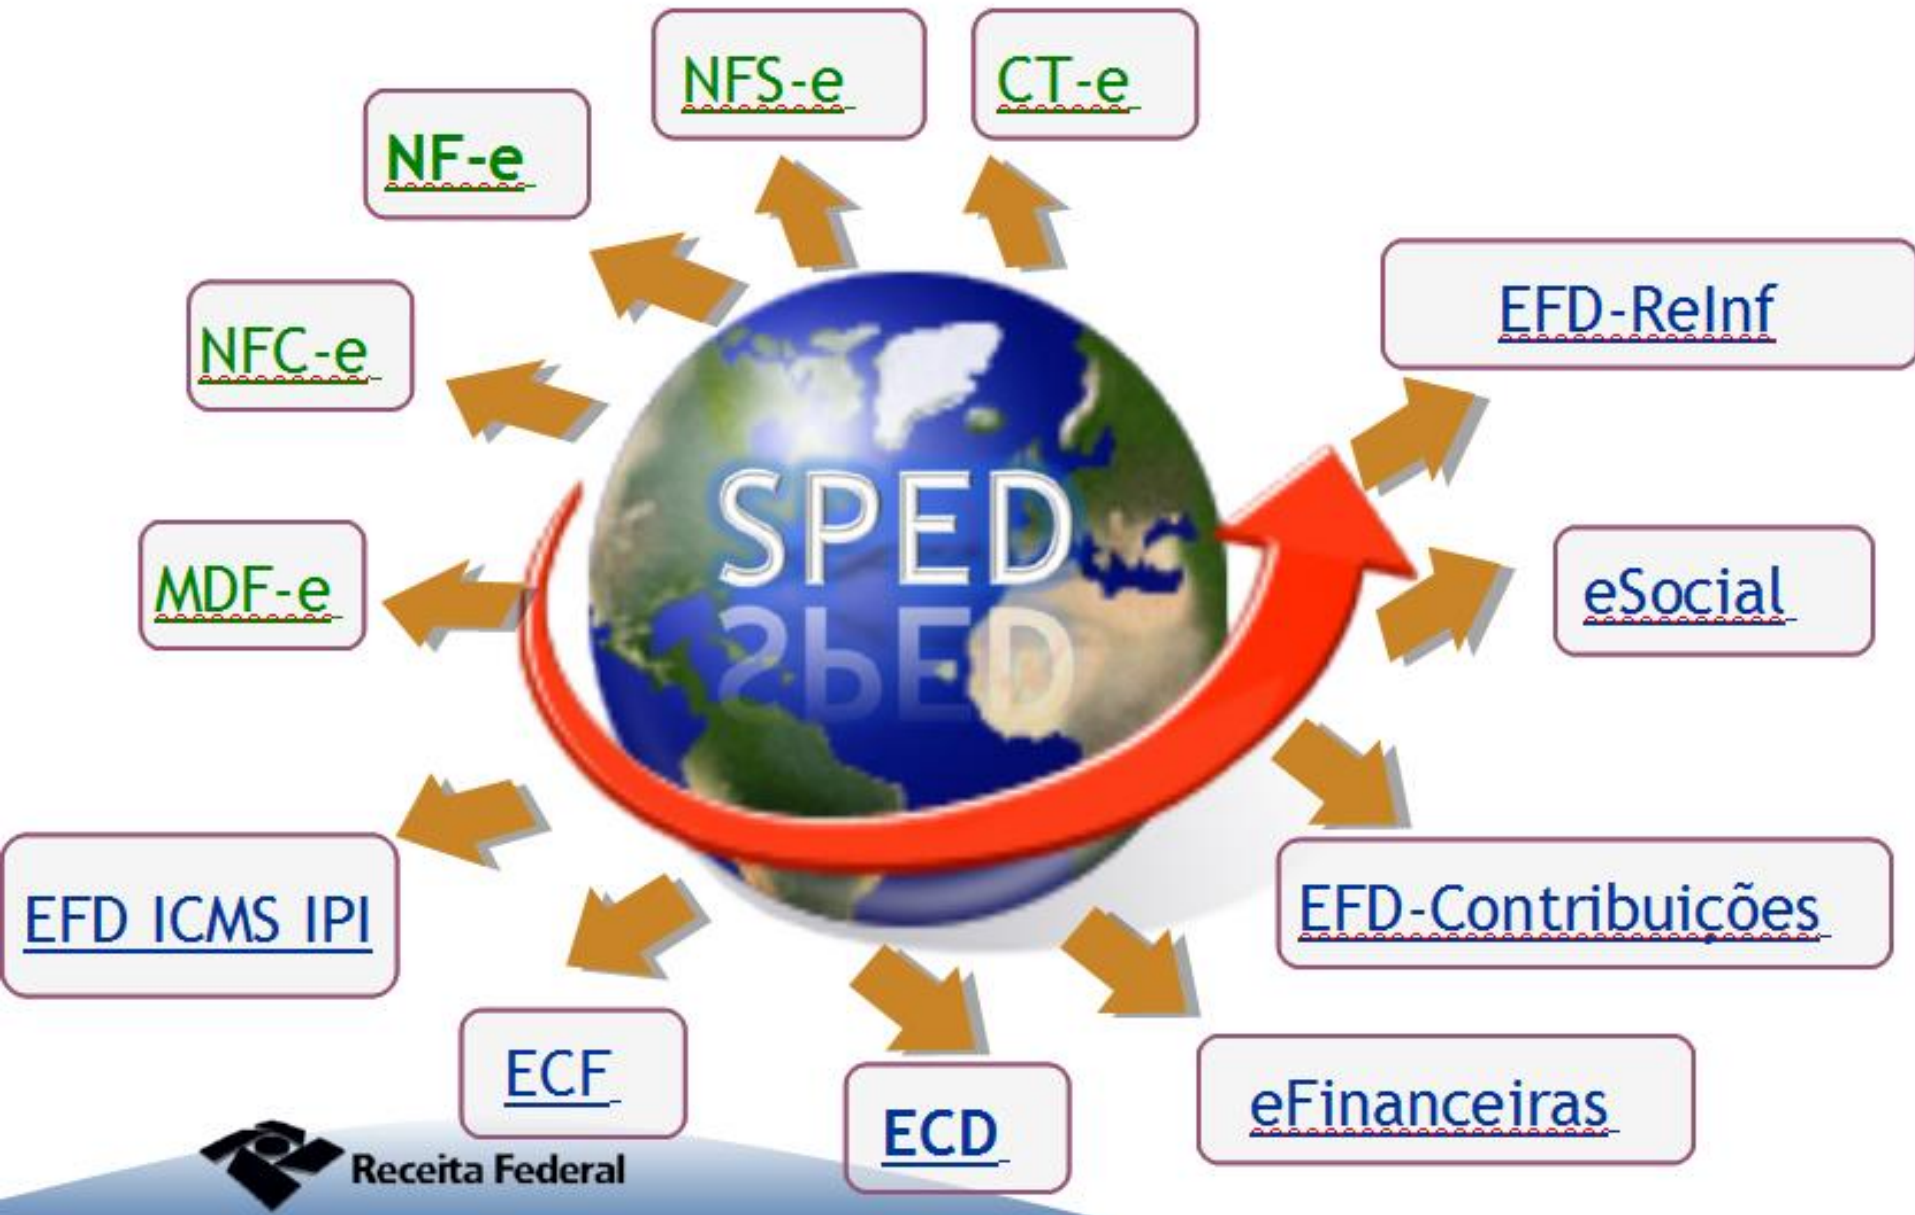 NFS-e
CT-e
NF-e
EFD-ReInf
NFC-e
SPED
eSocial
MDF-e
EFD ICMS IPI
EFD-Contribuições
ECF
ECD
eFinanceiras
Receita Federal